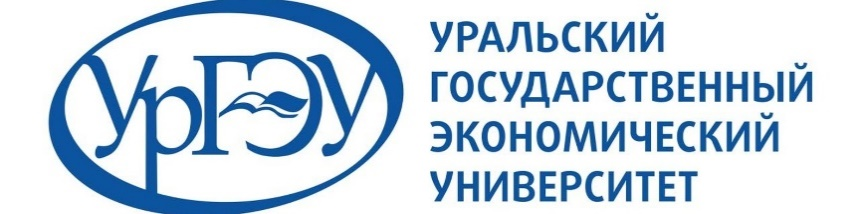 УрГЭУ
УРАЛЬСКИЙ
ГОСУДАРСТВЕННЫЙ
ЭКОНОМИЧЕСКИЙ
УНИВЕРСИТЕТ